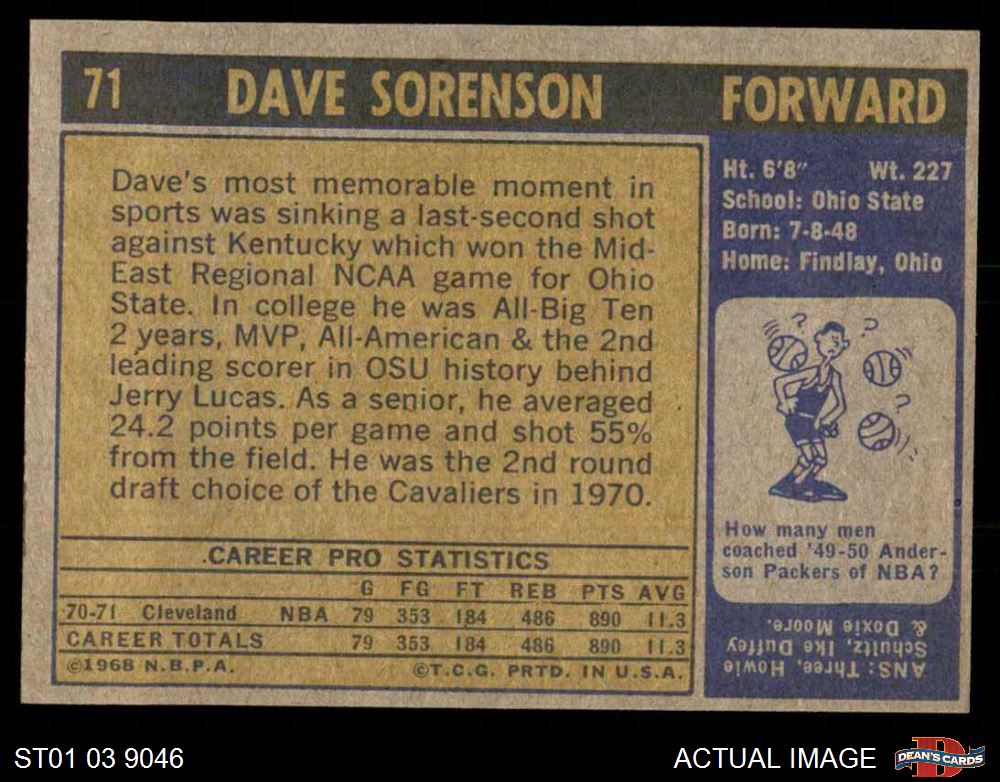 71 DAVE SORENSON FORWARD
Dave's most memorable moment in
sports was sinking a last-second shot
against Kentucky which won the Mid-
East Regional NCAA game for Ohio
State. In college he was All-Big Ten
2 years, MVP, All-American & the 2nd
leading scorer in OSU history behind
Jerry Lucas. As a senior, he averaged
24.2 points per game and shot 55%
from the field. He was the 2nd round
draft choice of the Cavaliers in 1970.
CAREER PRO STATISTICS
G FG FT REB PTS AVG
70-71 Cleveland NBA 79 353 184 486 890 11.3
CAREER TOTALS 79 353 184 486 890 11.3
©1968 N.B.P.A. ©T.C.G. PRTD. IN U.S.A.
Ht. 6'8" Wt. 227
School: Ohio State
Born: 7-8-48
Home: Findlay, Ohio
? ? ?
How many men
coached '49-50 Ander-
son Packers of NBA?
ANS: Three, Howie
Schultz, Ike Duffey
& Doxie Moore.
ST01 03 9046 ACTUAL IMAGE
D
DEAN'S CARDS